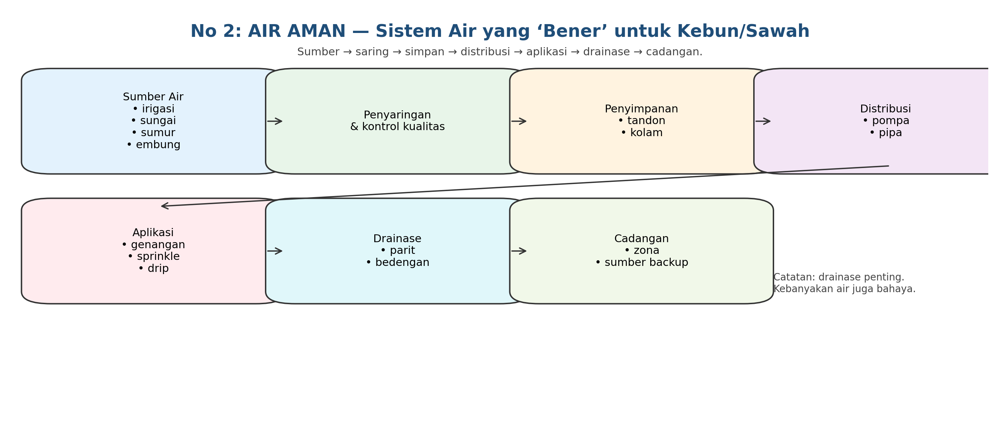 No 2: AIR AMAN — Sistem Air yang ‘Bener’ untuk Kebun/Sawah
Sumber → saring → simpan → distribusi → aplikasi → drainase → cadangan.
Sumber Air
• irigasi
• sungai
• sumur
• embung
Penyaringan
& kontrol kualitas
Penyimpanan
• tandon
• kolam
Distribusi
• pompa
• pipa
Aplikasi
• genangan
• sprinkle
• drip
Drainase
• parit
• bedengan
Cadangan
• zona
• sumber backup
Catatan: drainase penting.
Kebanyakan air juga bahaya.